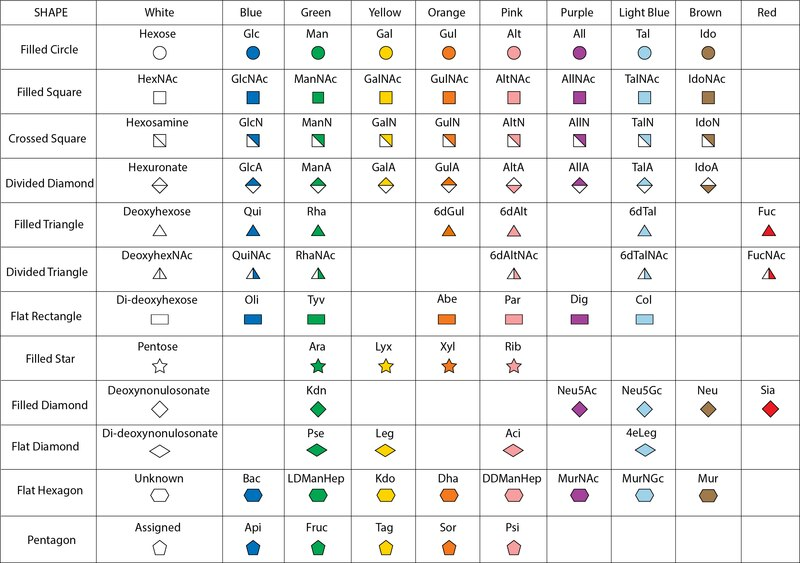 SHAPE White Blue Green Yellow Orange Pink Purple Light Blue Brown Red
Filled Circle Hexose Glc Man Gal Gul Alt All Tal Ido
Filled Square HexNAc GlcNAc ManNAc GalNAc GulNAc AltNAc AllNAc TalNAc IdoNAc
Crossed Square Hexosamine GlcN ManN GalN GulN AltN AllN TalN IdoN
Divided Diamond Hexuronate GlcA ManA GalA GulA AltA AllA TalA IdoA
Filled Triangle Deoxyhexose Qui Rha 6dGul 6dAlt 6dTal Fuc
Divided Triangle DeoxyhexNAc QuiNAc RhaNAc 6dAltNAc 6dTalNAc FucNAc
Flat Rectangle Di-deoxyhexose Oli Tyv Abe Par Dig Col
Filled Star Pentose Ara Lyx Xyl Rib
Filled Diamond Deoxynonulosonate Kdn Neu5Ac Neu5Gc Neu Sia
Flat Diamond Di-deoxynonulosonate Pse Leg Aci 4eLeg
Flat Hexagon Unknown Bac LDManHep Kdo Dha DDManHep MurNAc MurNGc Mur
Pentagon Assigned Api Fruc Tag Sor Psi